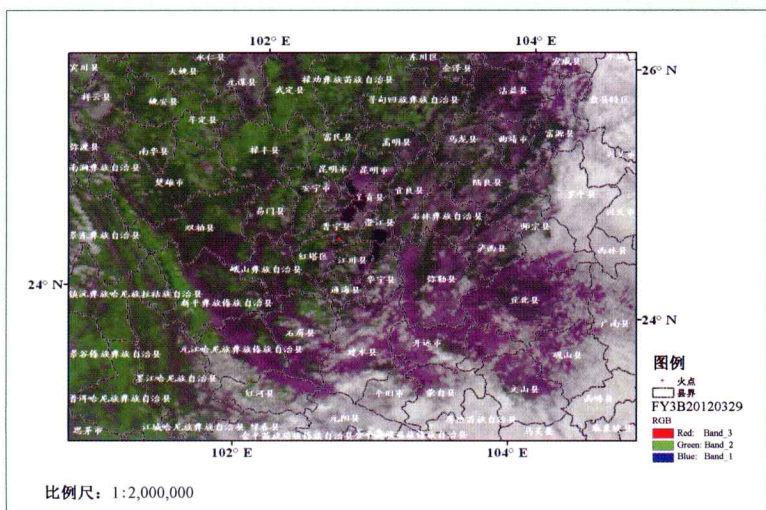 102° E
104° E
26° N
永仁县
东川区
会泽县
宣威市
宾川县
大姚县
元谋县
禄劝彝族苗族自治县
武定县
沾益县
祥云县
姚安县
寻甸回族彝族自治县
牟定县
富民县
嵩明县
马龙县
曲靖市
富源县
弥渡县
南华县
禄丰县
南涧彝族自治县
楚雄市
昆明市
昆明市
安宁市
呈贡县
宜良县
陆良县
罗平县
易门县
晋宁县
澄江县
石林彝族自治县
师宗县
景东彝族自治县
双柏县
泸西县
西林县
峨山彝族自治县
红塔区
江川县
24° N
华宁县
弥勒县
镇沅彝族哈尼族拉祜族自治县
新平彝族傣族自治县
通海县
丘北县
广南县
24° N
石屏县
景谷傣族彝族自治县
元江哈尼族彝族傣族自治县
建水县
开远市
砚山县
墨江哈尼族自治县
普洱哈尼族彝族自治县
红河县
个旧市
蒙自县
文山县
元阳县
思茅市
江城哈尼族彝族自治县
绿春县
屏边苗族自治县
马关县
102° E
104° E
图例
火点
县界
FY3B20120329
RGB
Red: Band_3
Green: Band_2
Blue: Band_1
比例尺：1:2,000,000